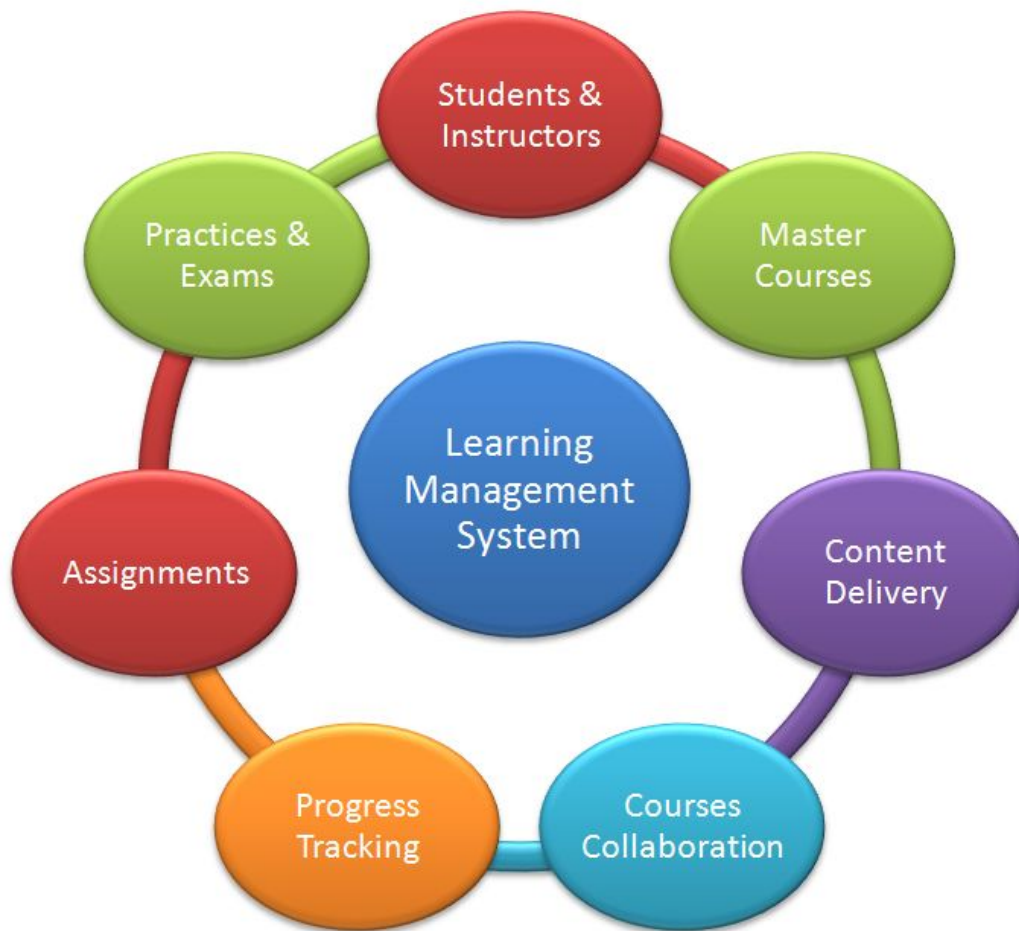 Students &
Instructors
Master
Courses
Content
Delivery
Courses
Collaboration
Progress
Tracking
Assignments
Practices &
Exams
Learning
Management
System